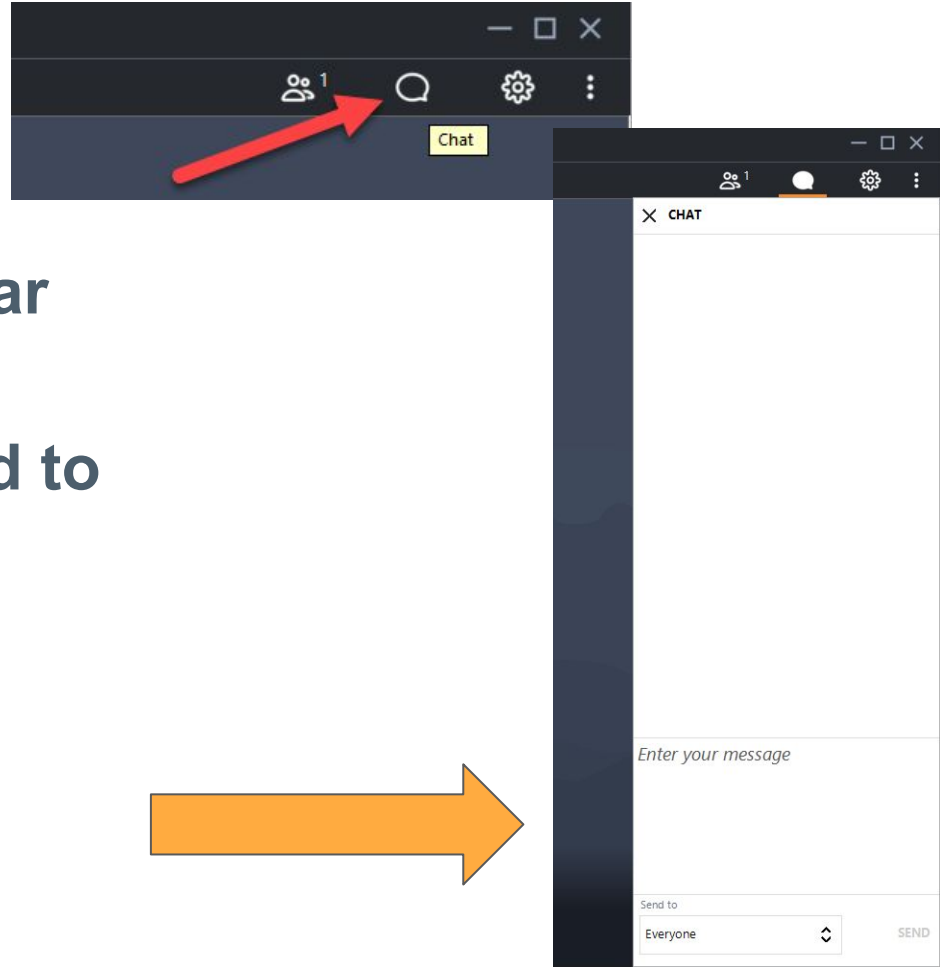 1
Chat
1
CHAT
ar
d to
Enter your message
Send to
Everyone
SEND